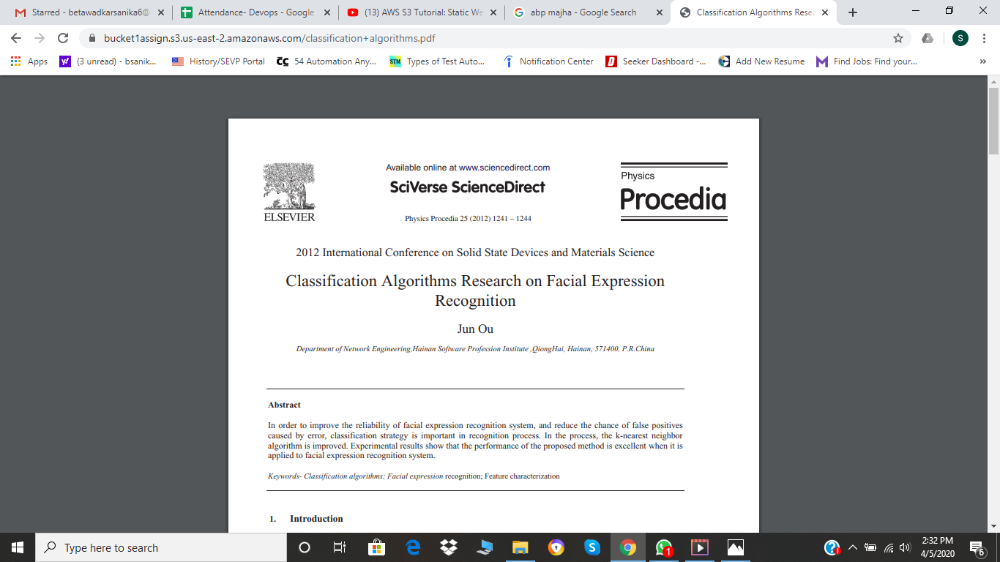 Starred - betawadkarsanika6@
Attendance- Devops - Google
(13) AWS S3 Tutorial: Static We
abp majha - Google Search
Classification Algorithms Resea
bucket1assign.s3.us-east-2.amazonaws.com/classification+algorithms.pdf
S
Apps
(3 unread) - bsanik...
History/SEVP Portal
54 Automation Any...
STM
Types of Test Auto...
Notification Center
Seeker Dashboard -...
Add New Resume
Find Jobs: Find your...
»
ELSEVIER
Available online at www.sciencedirect.com
SciVerse ScienceDirect
Physics Procedia 25 (2012) 1241 – 1244
Physics
Procedia
2012 International Conference on Solid State Devices and Materials Science
Classification Algorithms Research on Facial Expression
Recognition
Jun Ou
Department of Network Engineering,Hainan Software Profession Institute ,QiongHai, Hainan, 571400, P.R.China
Abstract
In order to improve the reliability of facial expression recognition system, and reduce the chance of false positives
caused by error, classification strategy is important in recognition process. In the process, the k-nearest neighbor
algorithm is improved. Experimental results show that the performance of the proposed method is excellent when it is
applied to facial expression recognition system.
Keywords- Classification algorithms; Facial expression recognition; Feature characterization
1. Introduction
Type here to search
1
2:32 PM
4/5/2020
6